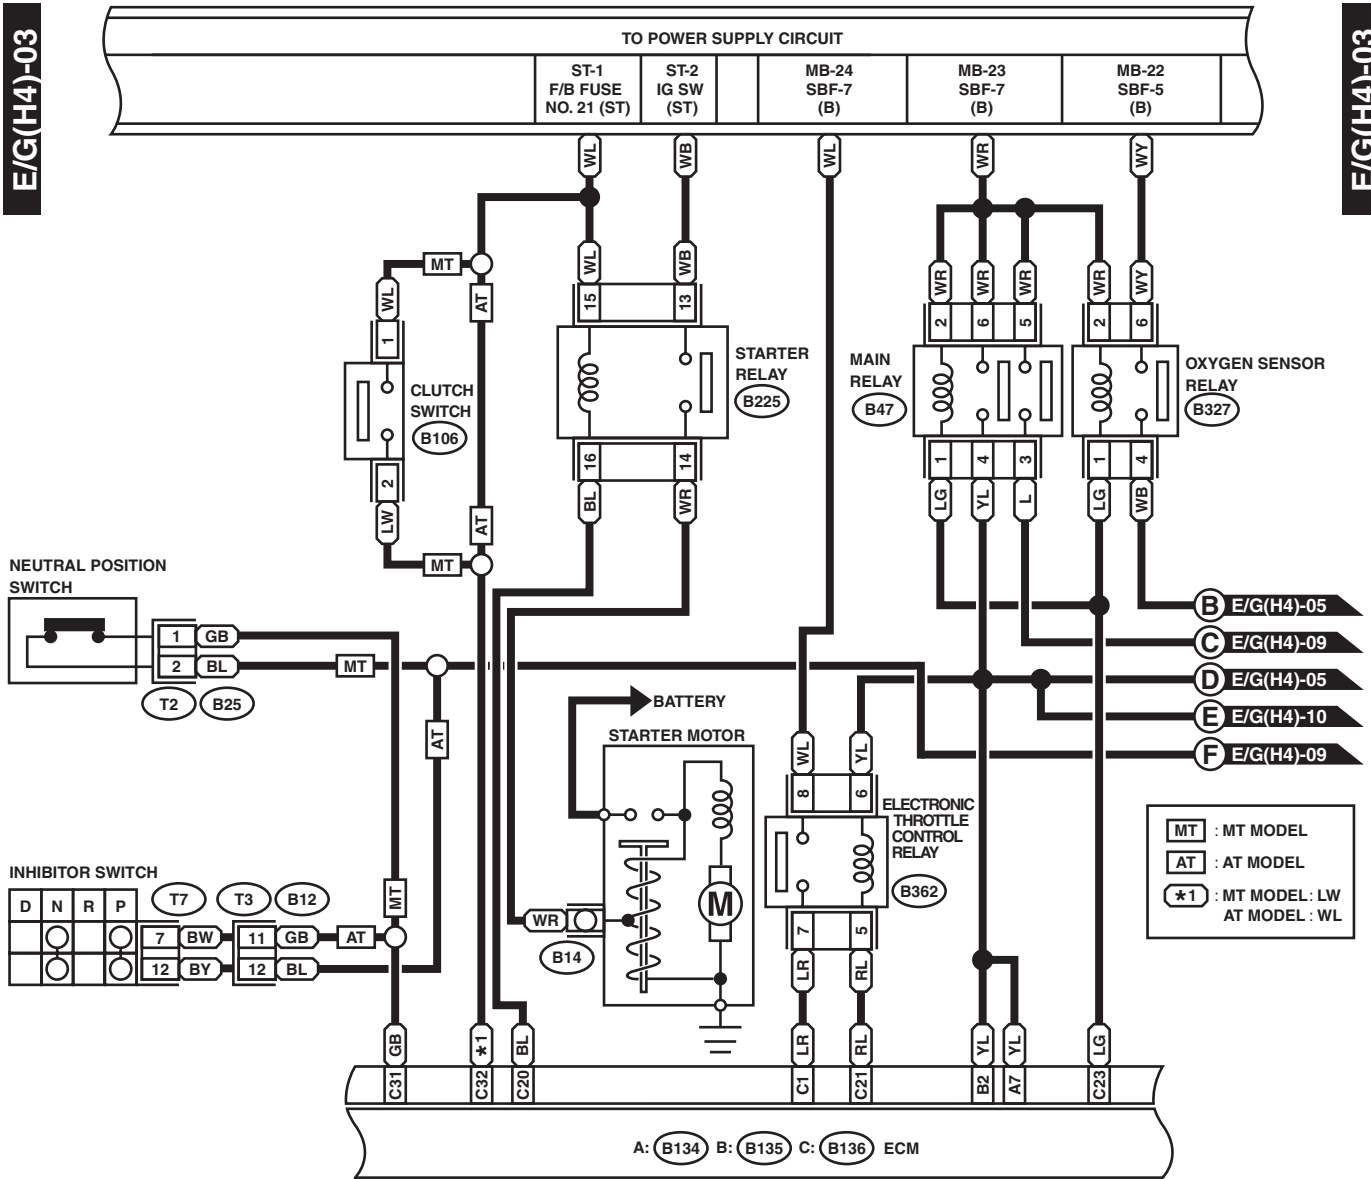 E/G(H4)-03
E/G(H4)-03
TO POWER SUPPLY CIRCUIT
ST-1
F/B FUSE
NO. 21 (ST)
ST-2
IG SW
(ST)
MB-24
SBF-7
(B)
MB-23
SBF-7
(B)
MB-22
SBF-5
(B)
WL
WB
WL
WR
WY
MT
WL
AT
WL
WB
WR
WR
WR
WR
WY
1
15
13
2
6
5
2
6
CLUTCH
SWITCH
B106
STARTER
RELAY
B225
MAIN
RELAY
B47
OXYGEN SENSOR
RELAY
B327
2
16
14
1
4
3
1
4
LW
AT
BL
WR
LG
YL
L
LG
WB
MT
NEUTRAL POSITION
SWITCH
1 GB
2 BL
MT
T2 B25
AT
B E/G(H4)-05
C E/G(H4)-09
D E/G(H4)-05
E E/G(H4)-10
F E/G(H4)-09
BATTERY
STARTER MOTOR
M
WR
B14
WL
YL
8
6
ELECTRONIC
THROTTLE
CONTROL
RELAY
B362
7
5
LR
RL
MT : MT MODEL
AT : AT MODEL
*1 : MT MODEL : LW
AT MODEL : WL
INHIBITOR SWITCH
D N R P
T7 T3 B12
MT
7 BW 11 GB AT
12 BY 12 BL
GB
*1
BL
LR
RL
YL
YL
LG
C31
C32
C20
C1
C21
B2
A7
C23
A: B134 B: B135 C: B136 ECM